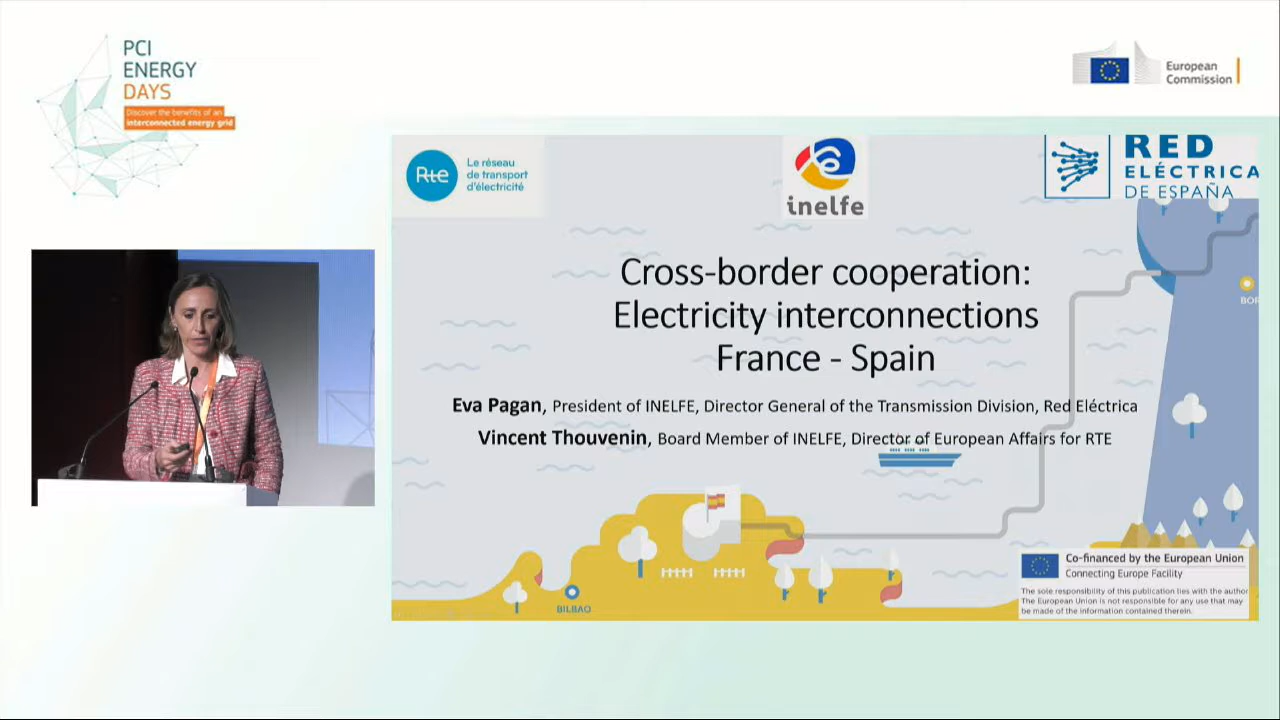 PCI
ENERGY
DAYS
Discover the benefits of an
interconnected energy grid
European
Commission
Rte
Le réseau
de transport
d'électricité
inelfe
RED
ELÉCTRICA
DE ESPAÑA
Cross-border cooperation:
Electricity interconnections
France - Spain
Eva Pagan, President of INELFE, Director General of the Transmission Division, Red Eléctrica
Vincent Thouvenin, Board Member of INELFE, Director of European Affairs for RTE
BOR
BILBAO
Co-financed by the European Union
Connecting Europe Facility
The sole responsibility of this publication lies with the author
The European Union is not responsible for any use that may
be made of the information contained therein.